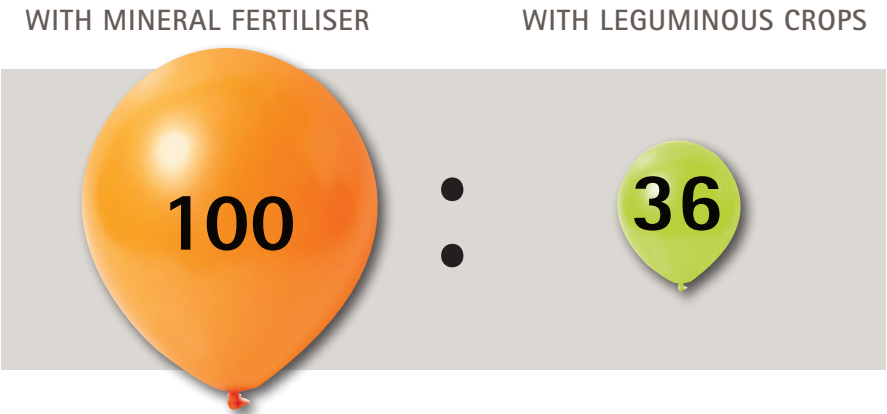 WITH MINERAL FERTILISER
WITH LEGUMINOUS CROPS
100 : 36